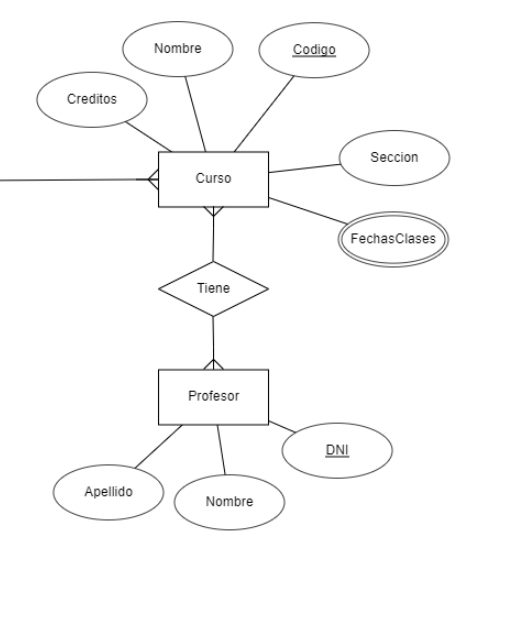 Nombre
Codigo
Creditos
Seccion
Curso
FechasClases
Tiene
Profesor
DNI
Apellido
Nombre